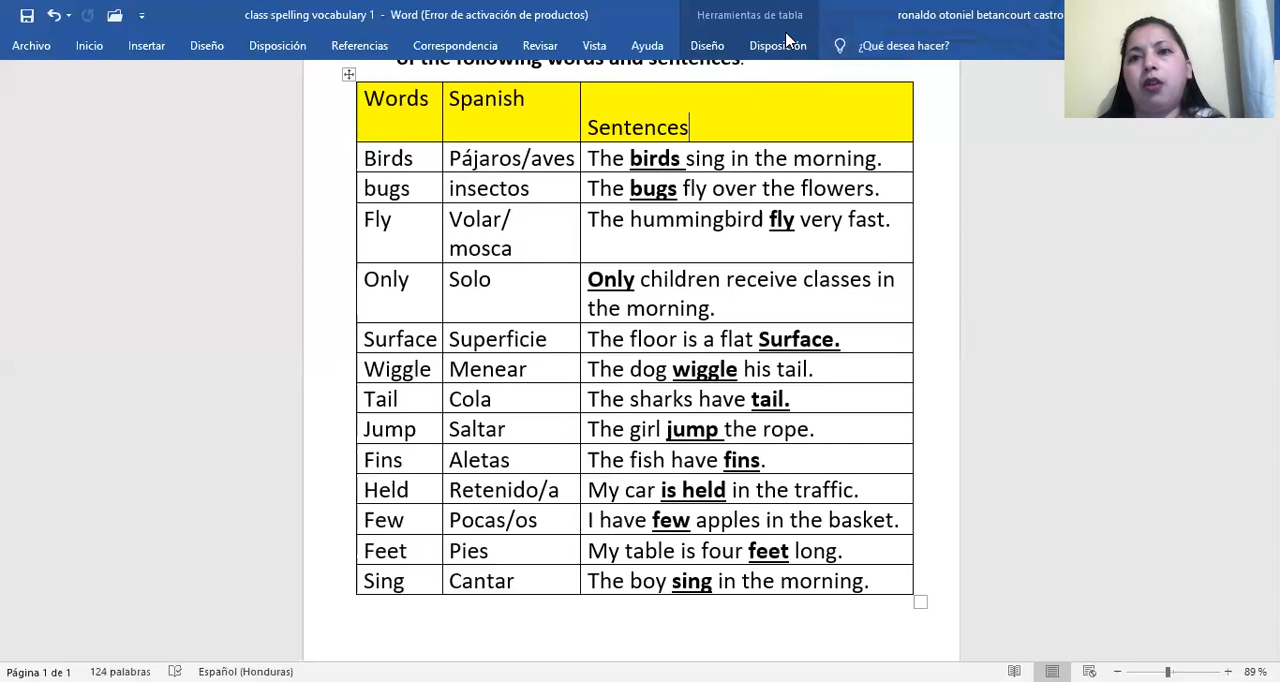 class spelling vocabulary 1 - Word (Error de activación de productos)
Herramientas de tabla
ronaldo otoniel betancourt castro
Archivo Inicio Insertar Diseño Disposición Referencias Correspondencia Revisar Vista Ayuda Diseño Disposición ¿Qué desea hacer?
of the following words and sentences.
Words Spanish Sentences
Birds Pájaros/aves The birds sing in the morning.
bugs insectos The bugs fly over the flowers.
Fly Volar/ The hummingbird fly very fast.
mosca
Only Solo Only children receive classes in
the morning.
Surface Superficie The floor is a flat Surface.
Wiggle Menear The dog wiggle his tail.
Tail Cola The sharks have tail.
Jump Saltar The girl jump the rope.
Fins Aletas The fish have fins.
Held Retenido/a My car is held in the traffic.
Few Pocas/os I have few apples in the basket.
Feet Pies My table is four feet long.
Sing Cantar The boy sing in the morning.
Página 1 de 1 124 palabras Español (Honduras) 89 %